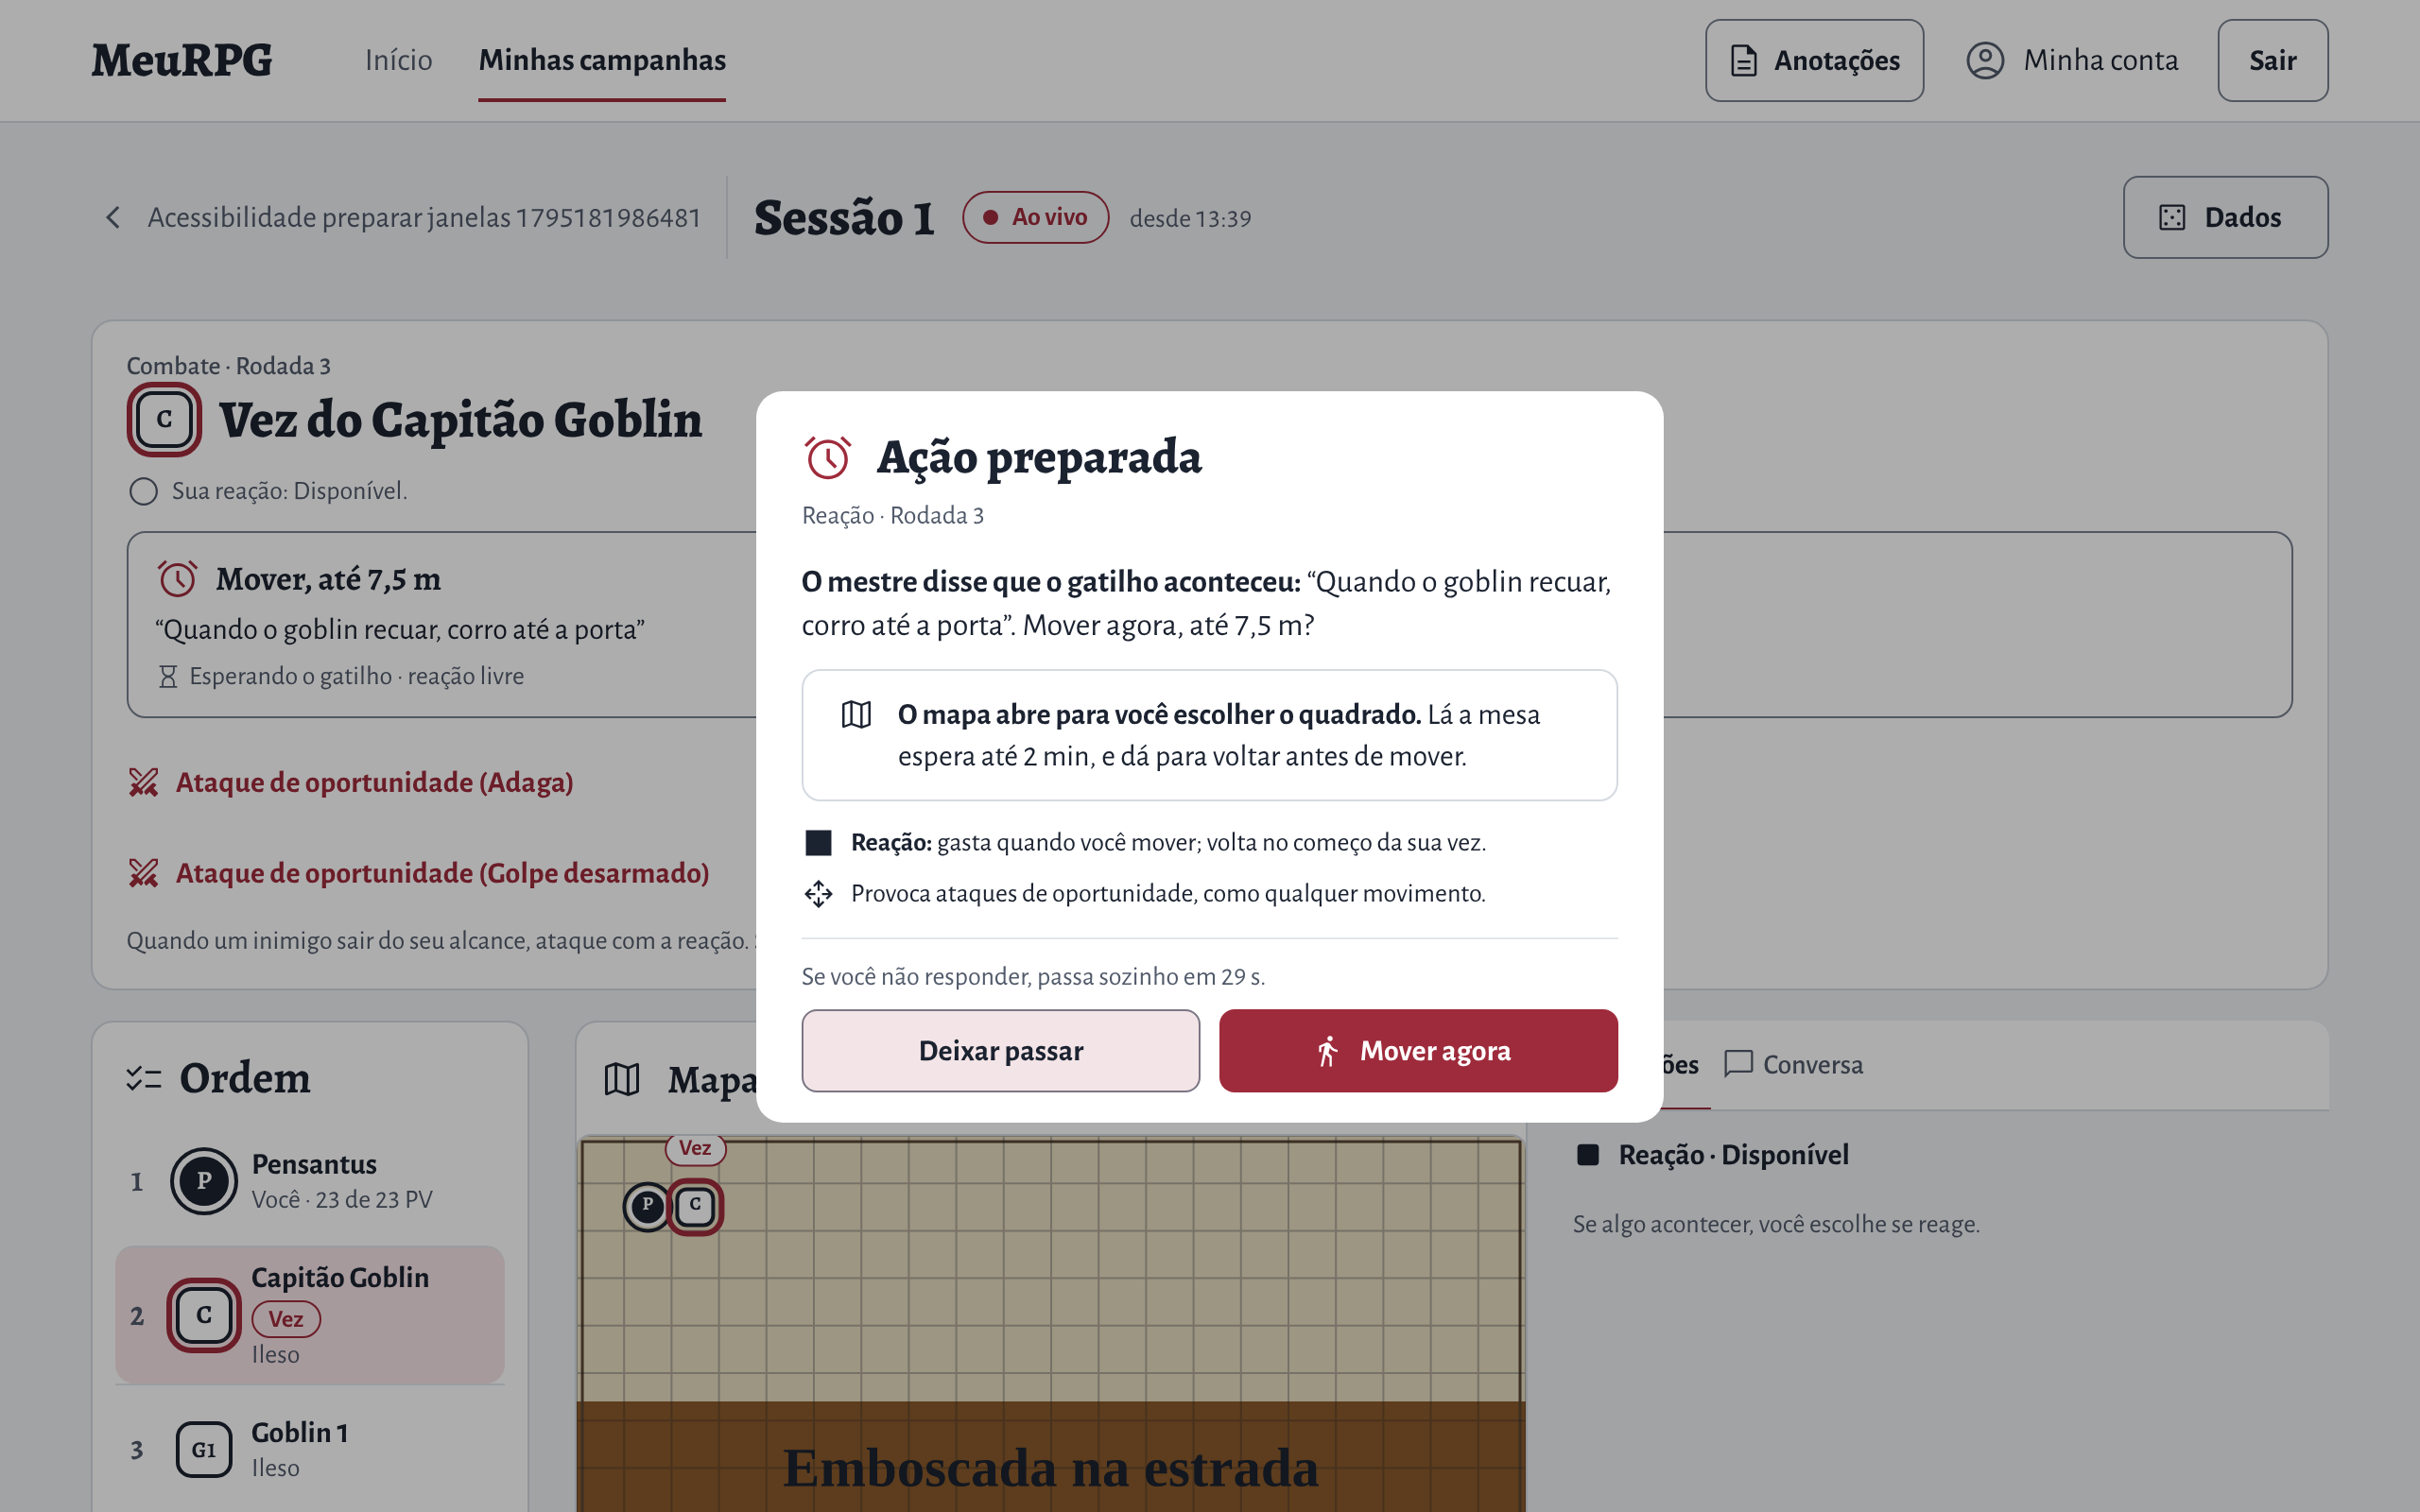 MeuRPG
Início
Minhas campanhas
Anotações
Minha conta
Sair
Acessibilidade preparar janelas 1795181986481
Sessão 1
Ao vivo
desde 13:39
Dados
Combate · Rodada 3
C
Vez do Capitão Goblin
Sua reação: Disponível.
Mover, até 7,5 m
“Quando o goblin recuar, corro até a porta”
Esperando o gatilho · reação livre
Ataque de oportunidade (Adaga)
Ataque de oportunidade (Golpe desarmado)
Quando um inimigo sair do seu alcance, ataque com a reação.
Ação preparada
Reação · Rodada 3
O mestre disse que o gatilho aconteceu: “Quando o goblin recuar,
corro até a porta”. Mover agora, até 7,5 m?
O mapa abre para você escolher o quadrado. Lá a mesa
espera até 2 min, e dá para voltar antes de mover.
Reação: gasta quando você mover; volta no começo da sua vez.
Provoca ataques de oportunidade, como qualquer movimento.
Se você não responder, passa sozinho em 29 s.
Deixar passar
Mover agora
Ordem
1
P
Pensantus
Você · 23 de 23 PV
2
C
Capitão Goblin
Vez
Ileso
3
G1
Goblin 1
Ileso
Mapa
Vez
P
C
Emboscada na estrada
ões
Conversa
Reação · Disponível
Se algo acontecer, você escolhe se reage.